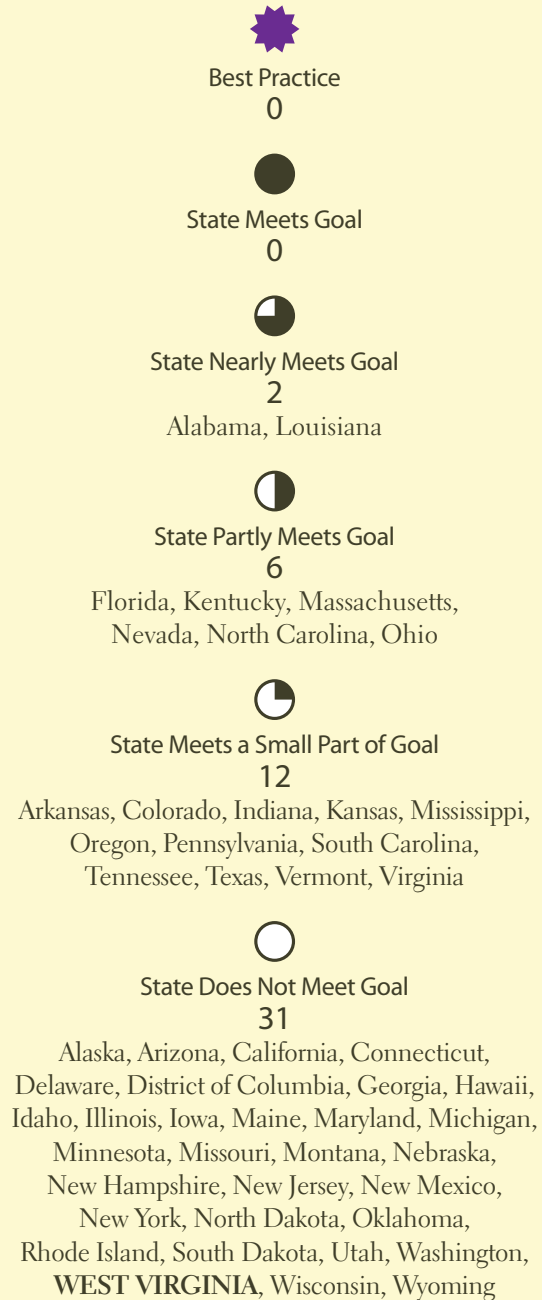 Best Practice
0
State Meets Goal
0
State Nearly Meets Goal
2
Alabama, Louisiana
State Partly Meets Goal
6
Florida, Kentucky, Massachusetts,
Nevada, North Carolina, Ohio
State Meets a Small Part of Goal
12
Arkansas, Colorado, Indiana, Kansas, Mississippi,
Oregon, Pennsylvania, South Carolina,
Tennessee, Texas, Vermont, Virginia
State Does Not Meet Goal
31
Alaska, Arizona, California, Connecticut,
Delaware, District of Columbia, Georgia, Hawaii,
Idaho, Illinois, Iowa, Maine, Maryland, Michigan,
Minnesota, Missouri, Montana, Nebraska,
New Hampshire, New Jersey, New Mexico,
New York, North Dakota, Oklahoma,
Rhode Island, South Dakota, Utah, Washington,
WEST VIRGINIA, Wisconsin, Wyoming